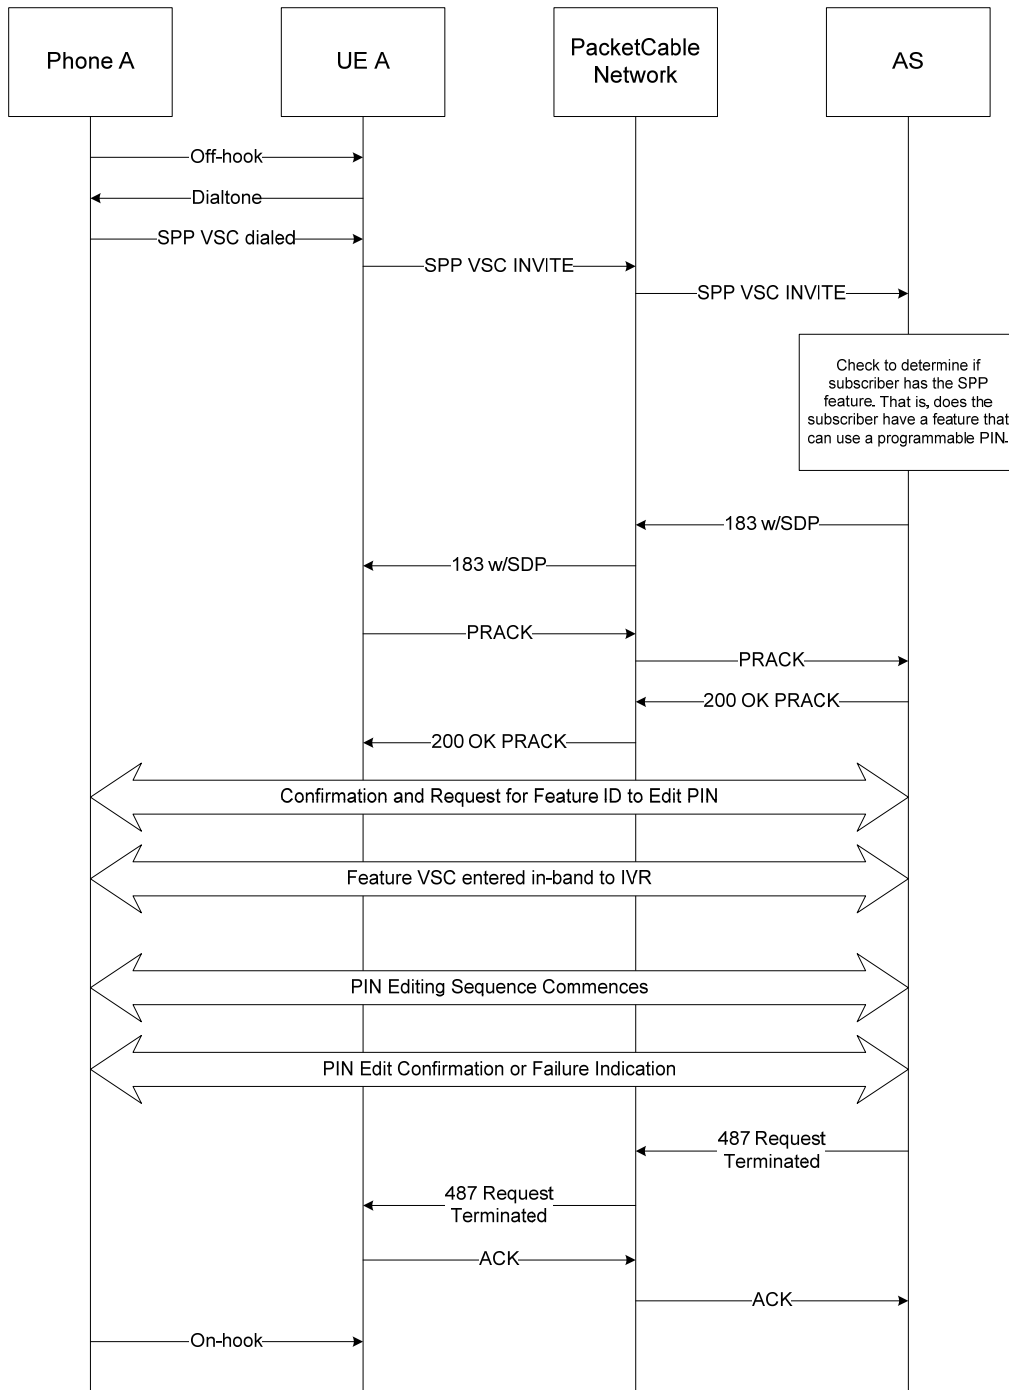 Phone A
UE A
PacketCable
Network
AS
Off-hook
Dialtone
SPP VSC dialed
SPP VSC INVITE
SPP VSC INVITE
Check to determine if
subscriber has the SPP
feature. That is, does the
subscriber have a feature that
can use a programmable PIN.
183 w/SDP
183 w/SDP
PRACK
PRACK
200 OK PRACK
200 OK PRACK
Confirmation and Request for Feature ID to Edit PIN
Feature VSC entered in-band to IVR
PIN Editing Sequence Commences
PIN Edit Confirmation or Failure Indication
487 Request
Terminated
487 Request
Terminated
ACK
ACK
On-hook